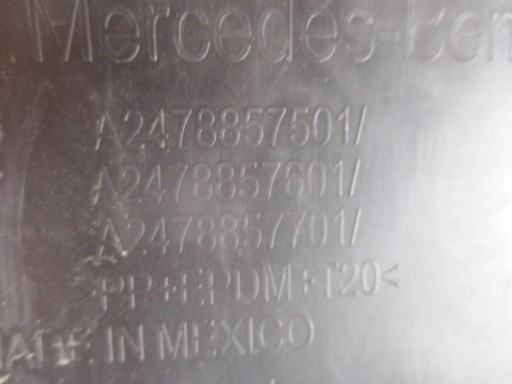 Mercedes-Ben
A2478857501/
A2478857601/
A2478857701/
>PP+EPDM+T20<
MADE IN MEXICO